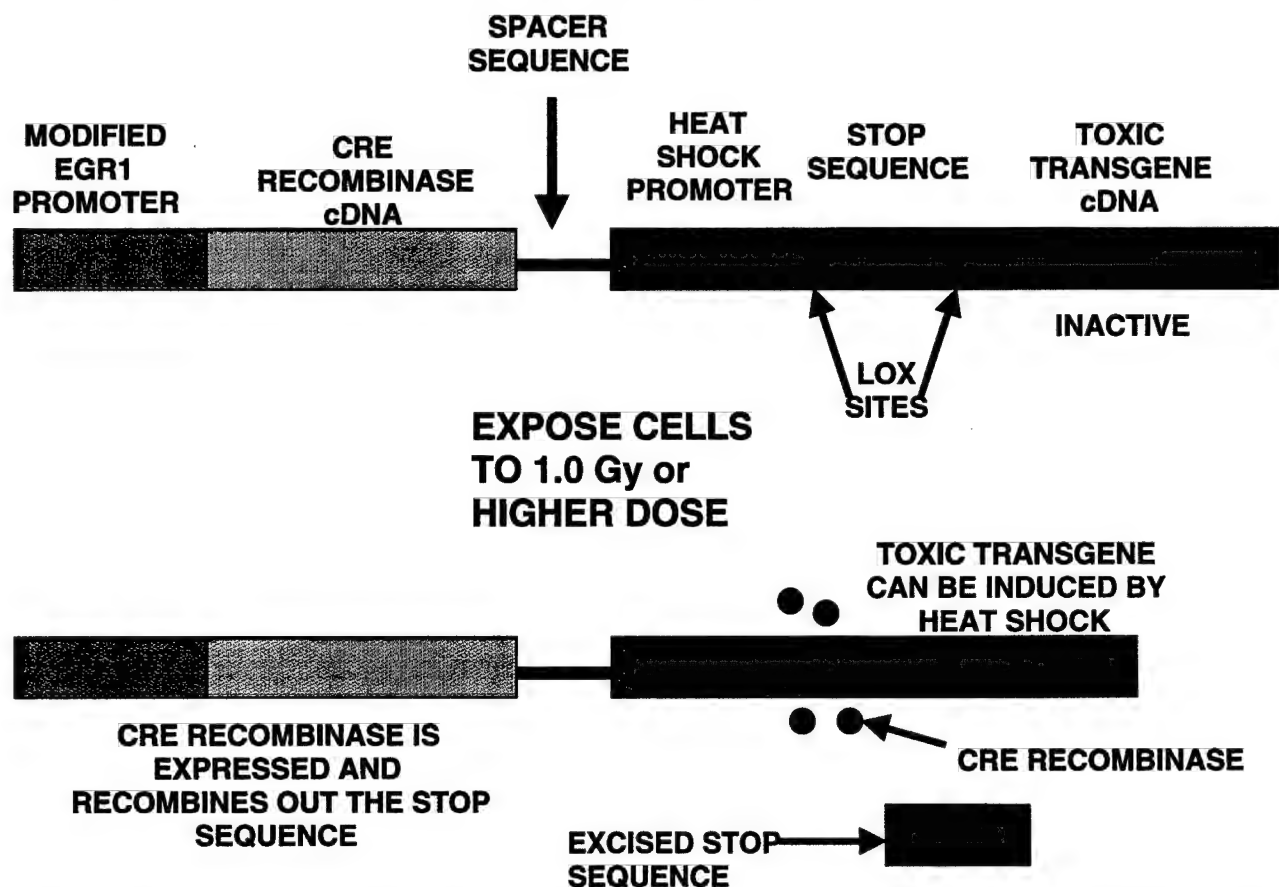 SPACER
SEQUENCE
MODIFIED
EGR1
PROMOTER
CRE
RECOMBINASE
cDNA
HEAT
SHOCK
PROMOTER
STOP
SEQUENCE
TOXIC
TRANSGENE
cDNA
INACTIVE
LOX
SITES
EXPOSE CELLS
TO 1.0 Gy or
HIGHER DOSE
TOXIC TRANSGENE
CAN BE INDUCED BY
HEAT SHOCK
CRE RECOMBINASE IS
EXPRESSED AND
RECOMBINES OUT THE STOP
SEQUENCE
CRE RECOMBINASE
EXCISED STOP
SEQUENCE